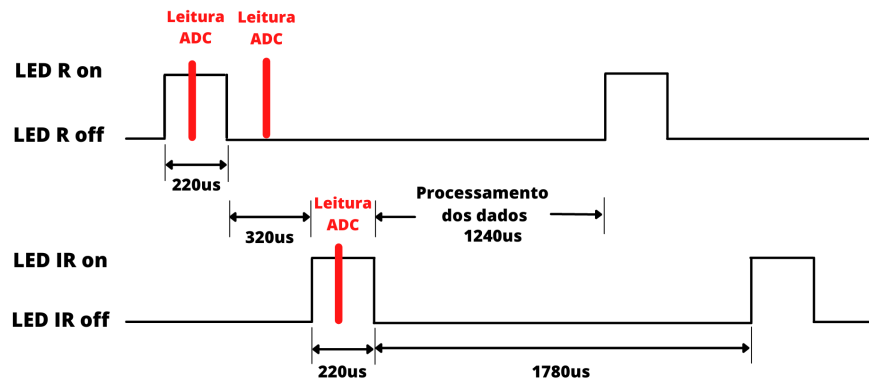 Leitura
ADC
Leitura
ADC
LED R on
LED R off
220us
Processamento
dos dados
1240us
Leitura
ADC
320us
LED IR on
LED IR off
220us
1780us